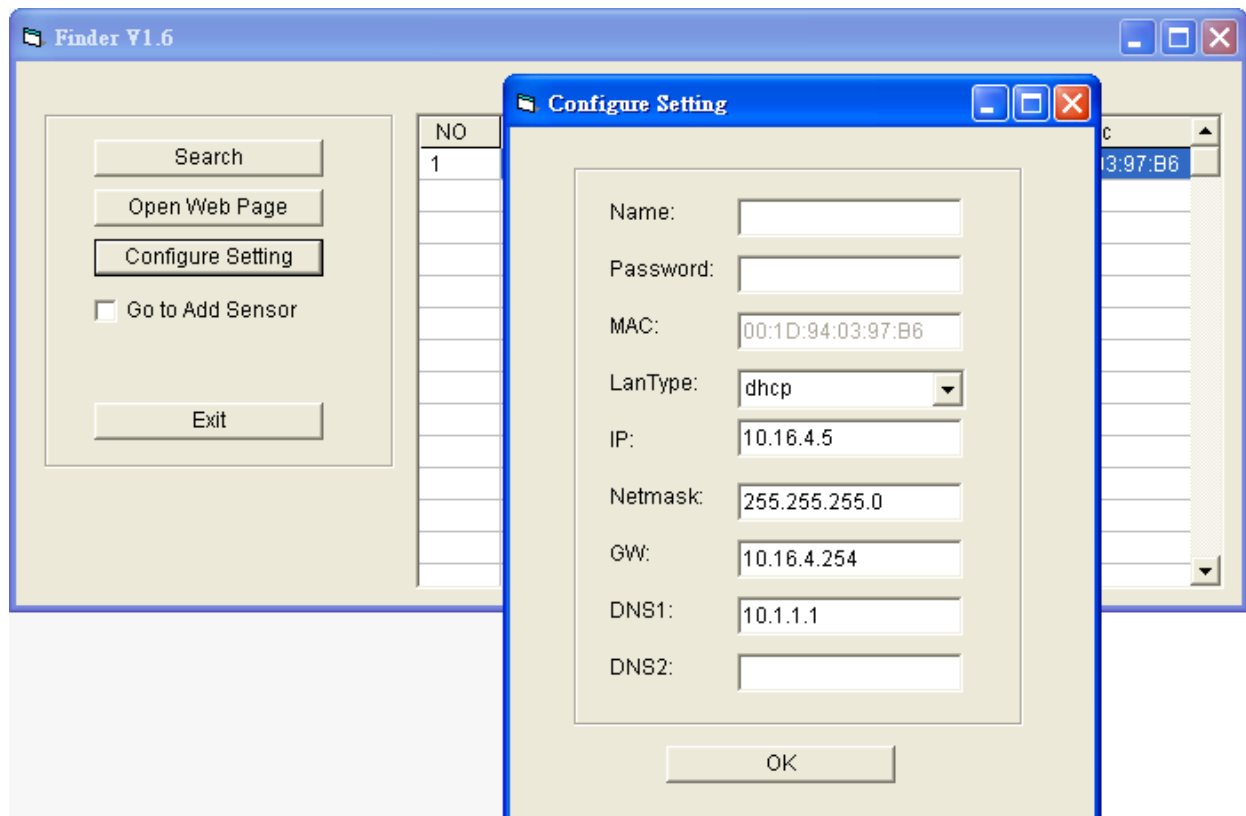 Finder V1.6
Configure Setting
Search
Open Web Page
Configure Setting
Go to Add Sensor
Exit
NO
c
1
3:97:B6
Name:
Password:
MAC: 00:1D:94:03:97:B6
LanType: dhcp
IP: 10.16.4.5
Netmask: 255.255.255.0
GW: 10.16.4.254
DNS1: 10.1.1.1
DNS2:
OK